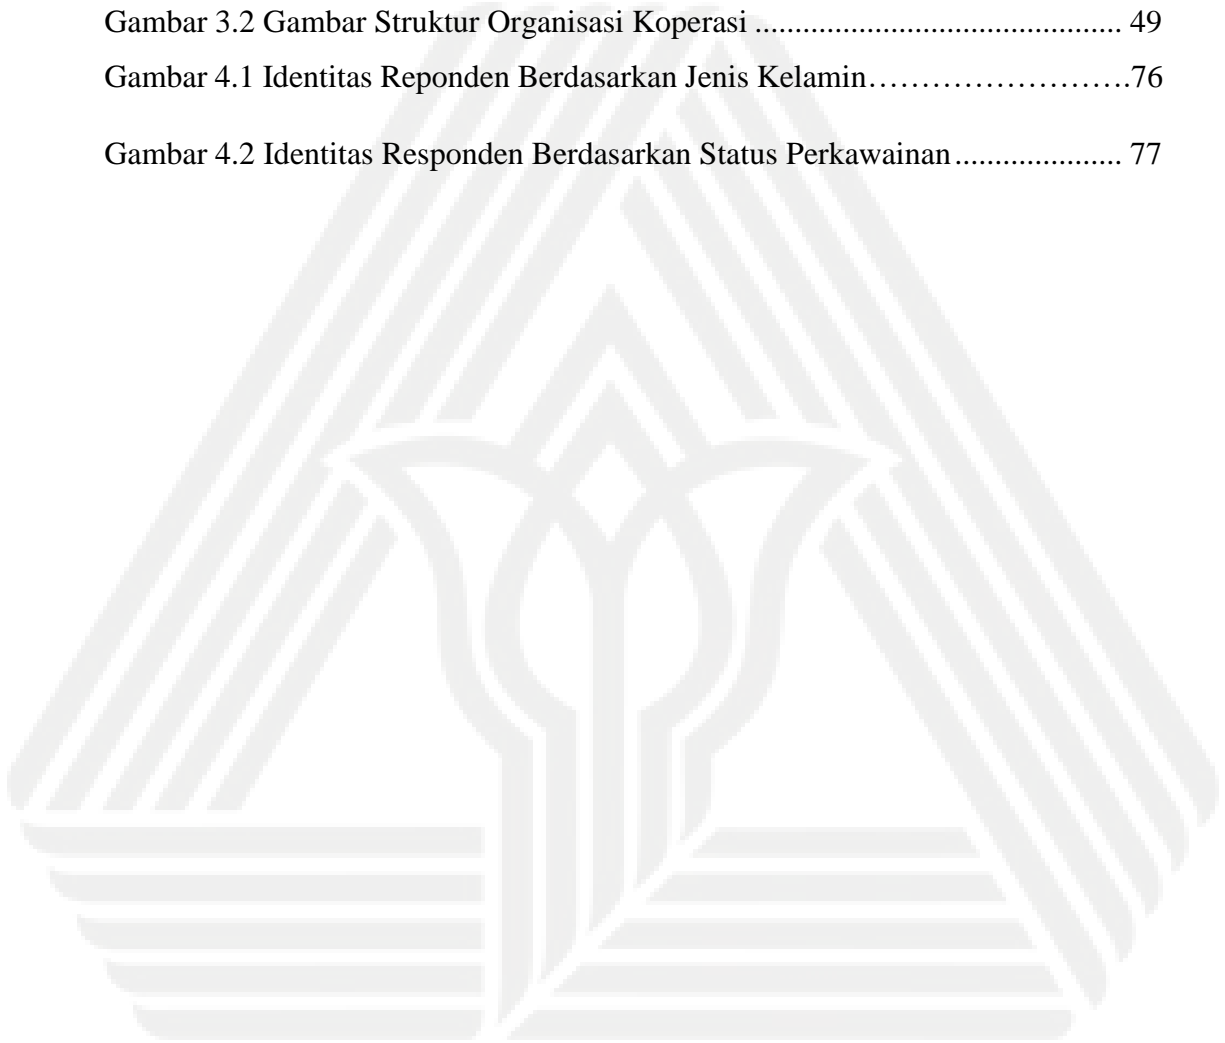 Gambar 3.2 Gambar Struktur Organisasi Koperasi ............................................ 49
Gambar 4.1 Identitas Reponden Berdasarkan Jenis Kelamin…………………….76
Gambar 4.2 Identitas Responden Berdasarkan Status Perkawainan .................... 77